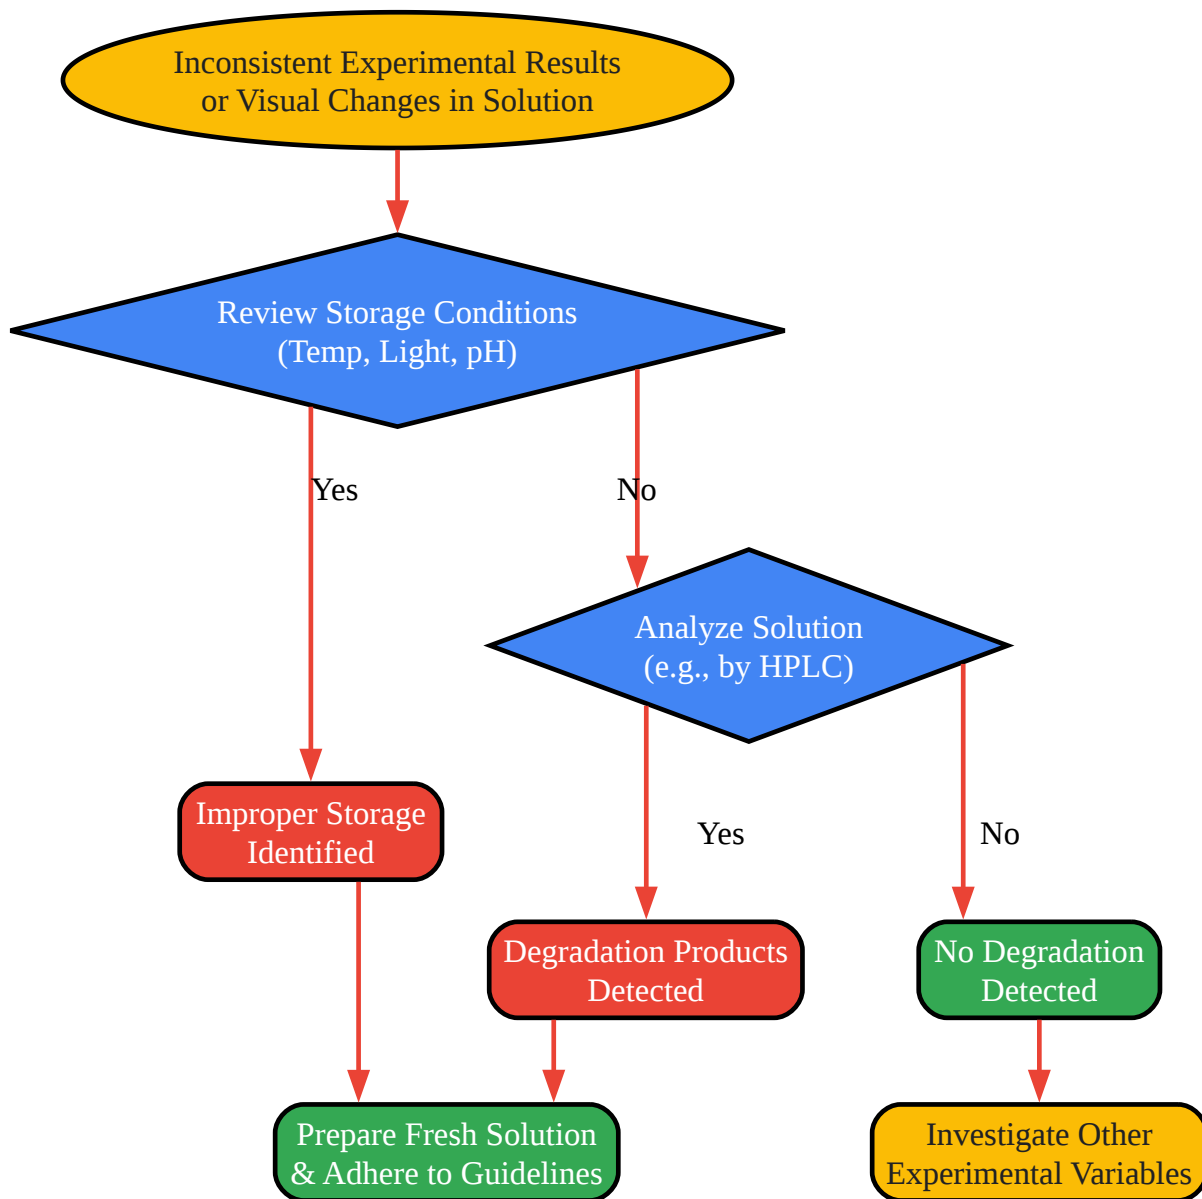 Inconsistent Experimental Results
or Visual Changes in Solution
Review Storage Conditions
(Temp, Light, pH)
Yes
No
Analyze Solution
(e.g., by HPLC)
Improper Storage
Identified
Yes
No
Degradation Products
Detected
No Degradation
Detected
Prepare Fresh Solution
& Adhere to Guidelines
Investigate Other
Experimental Variables